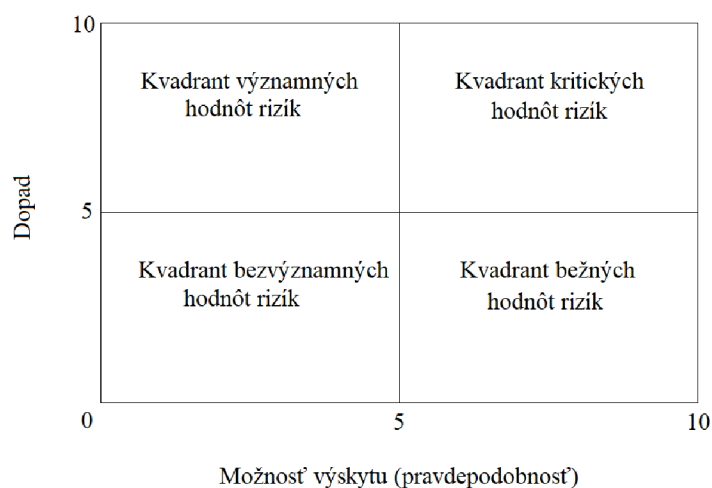 10
Kvadrant významných
hodnôt rizík
Kvadrant kritických
hodnôt rizík
Dopad
5
Kvadrant bezvýznamných
hodnôt rizík
Kvadrant bežných
hodnôt rizík
0
5
10
Možnosť výskytu (pravdepodobnosť)